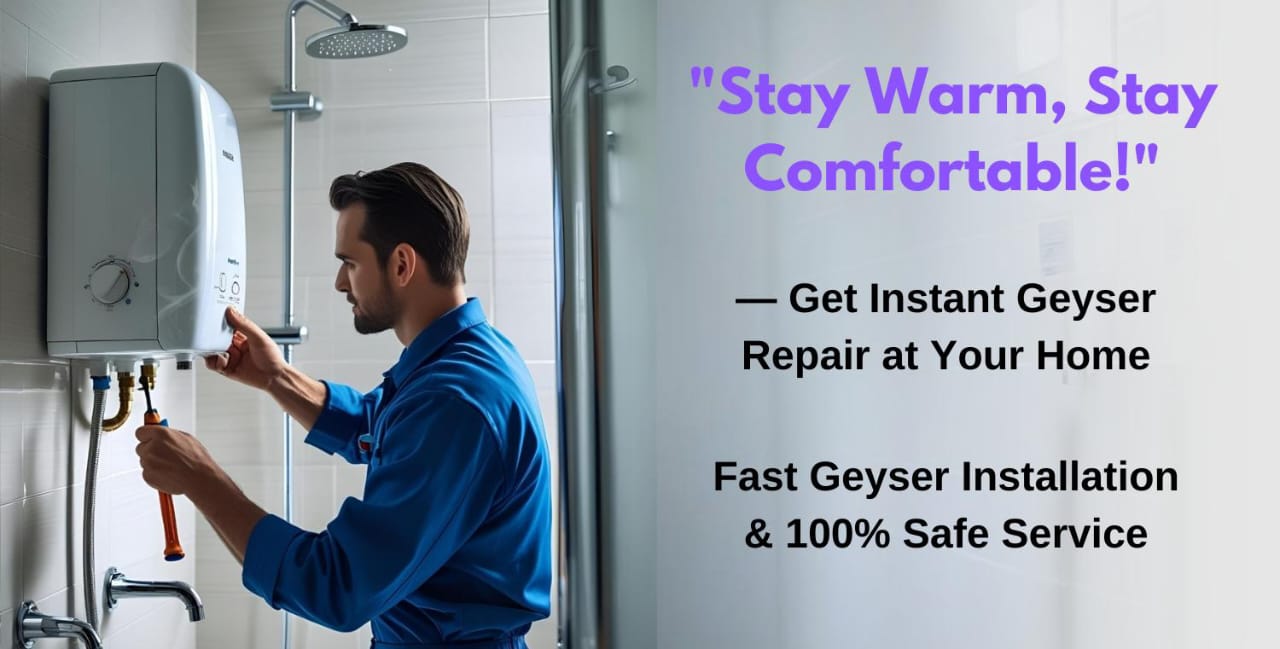 "Stay Warm, Stay
Comfortable!"
— Get Instant Geyser
Repair at Your Home
Fast Geyser Installation
& 100% Safe Service